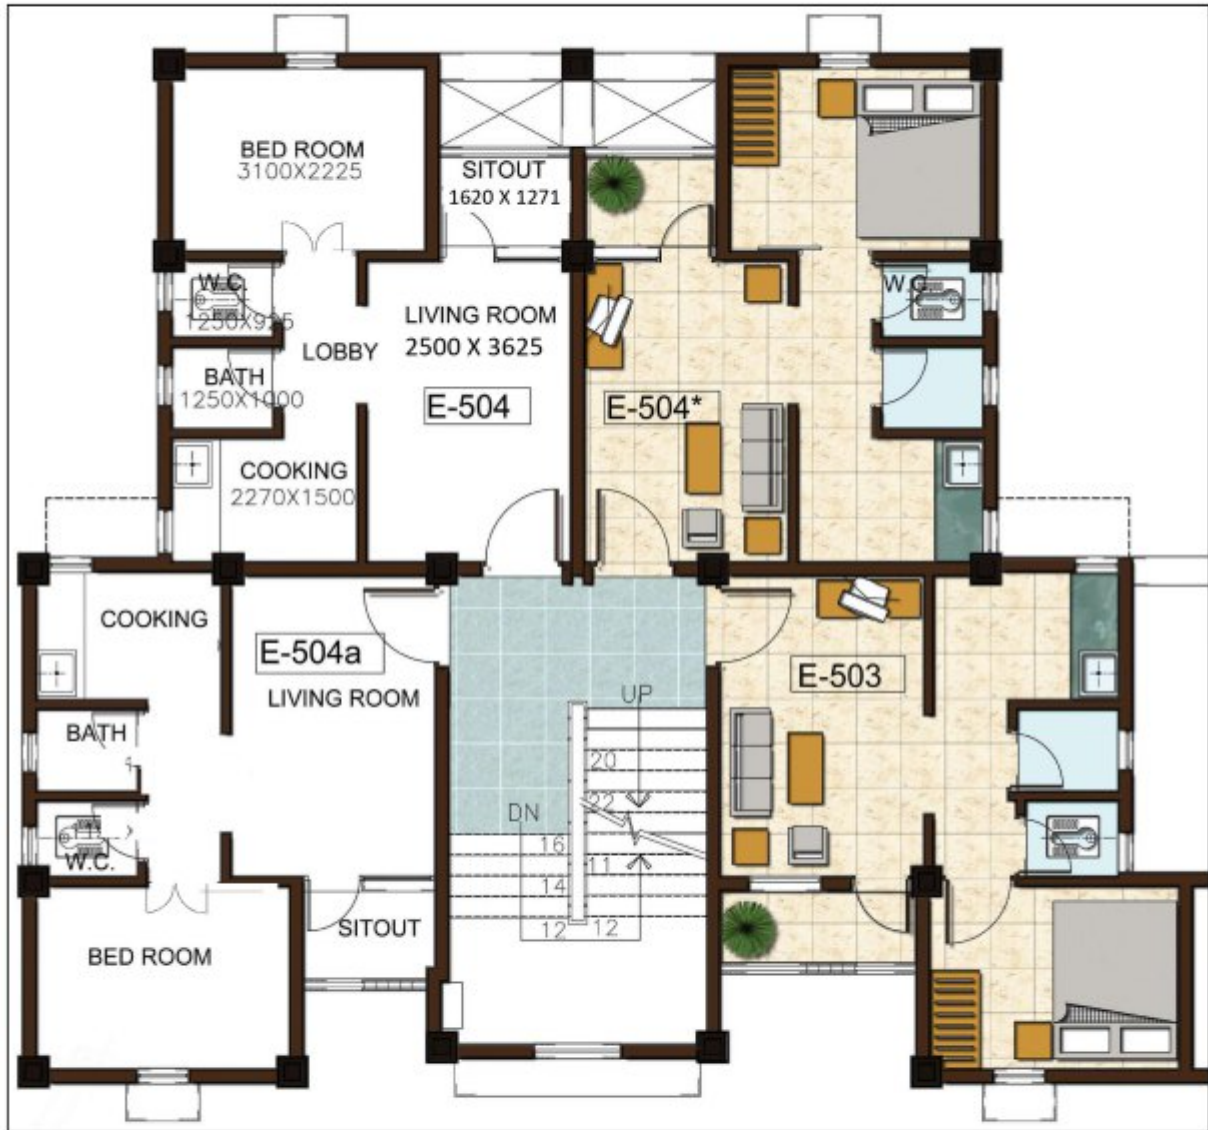 BED ROOM
3100X2225
SITOUT
1620 X 1271
W.C.
1250X925
W.C.
LIVING ROOM
2500 X 3625
LOBBY
BATH
1250X1000
E-504
E-504*
COOKING
2270X1500
COOKING
E-504a
LIVING ROOM
E-503
UP
BATH
20
22
DN
16
11
W.C.
14
12
12
SITOUT
BED ROOM